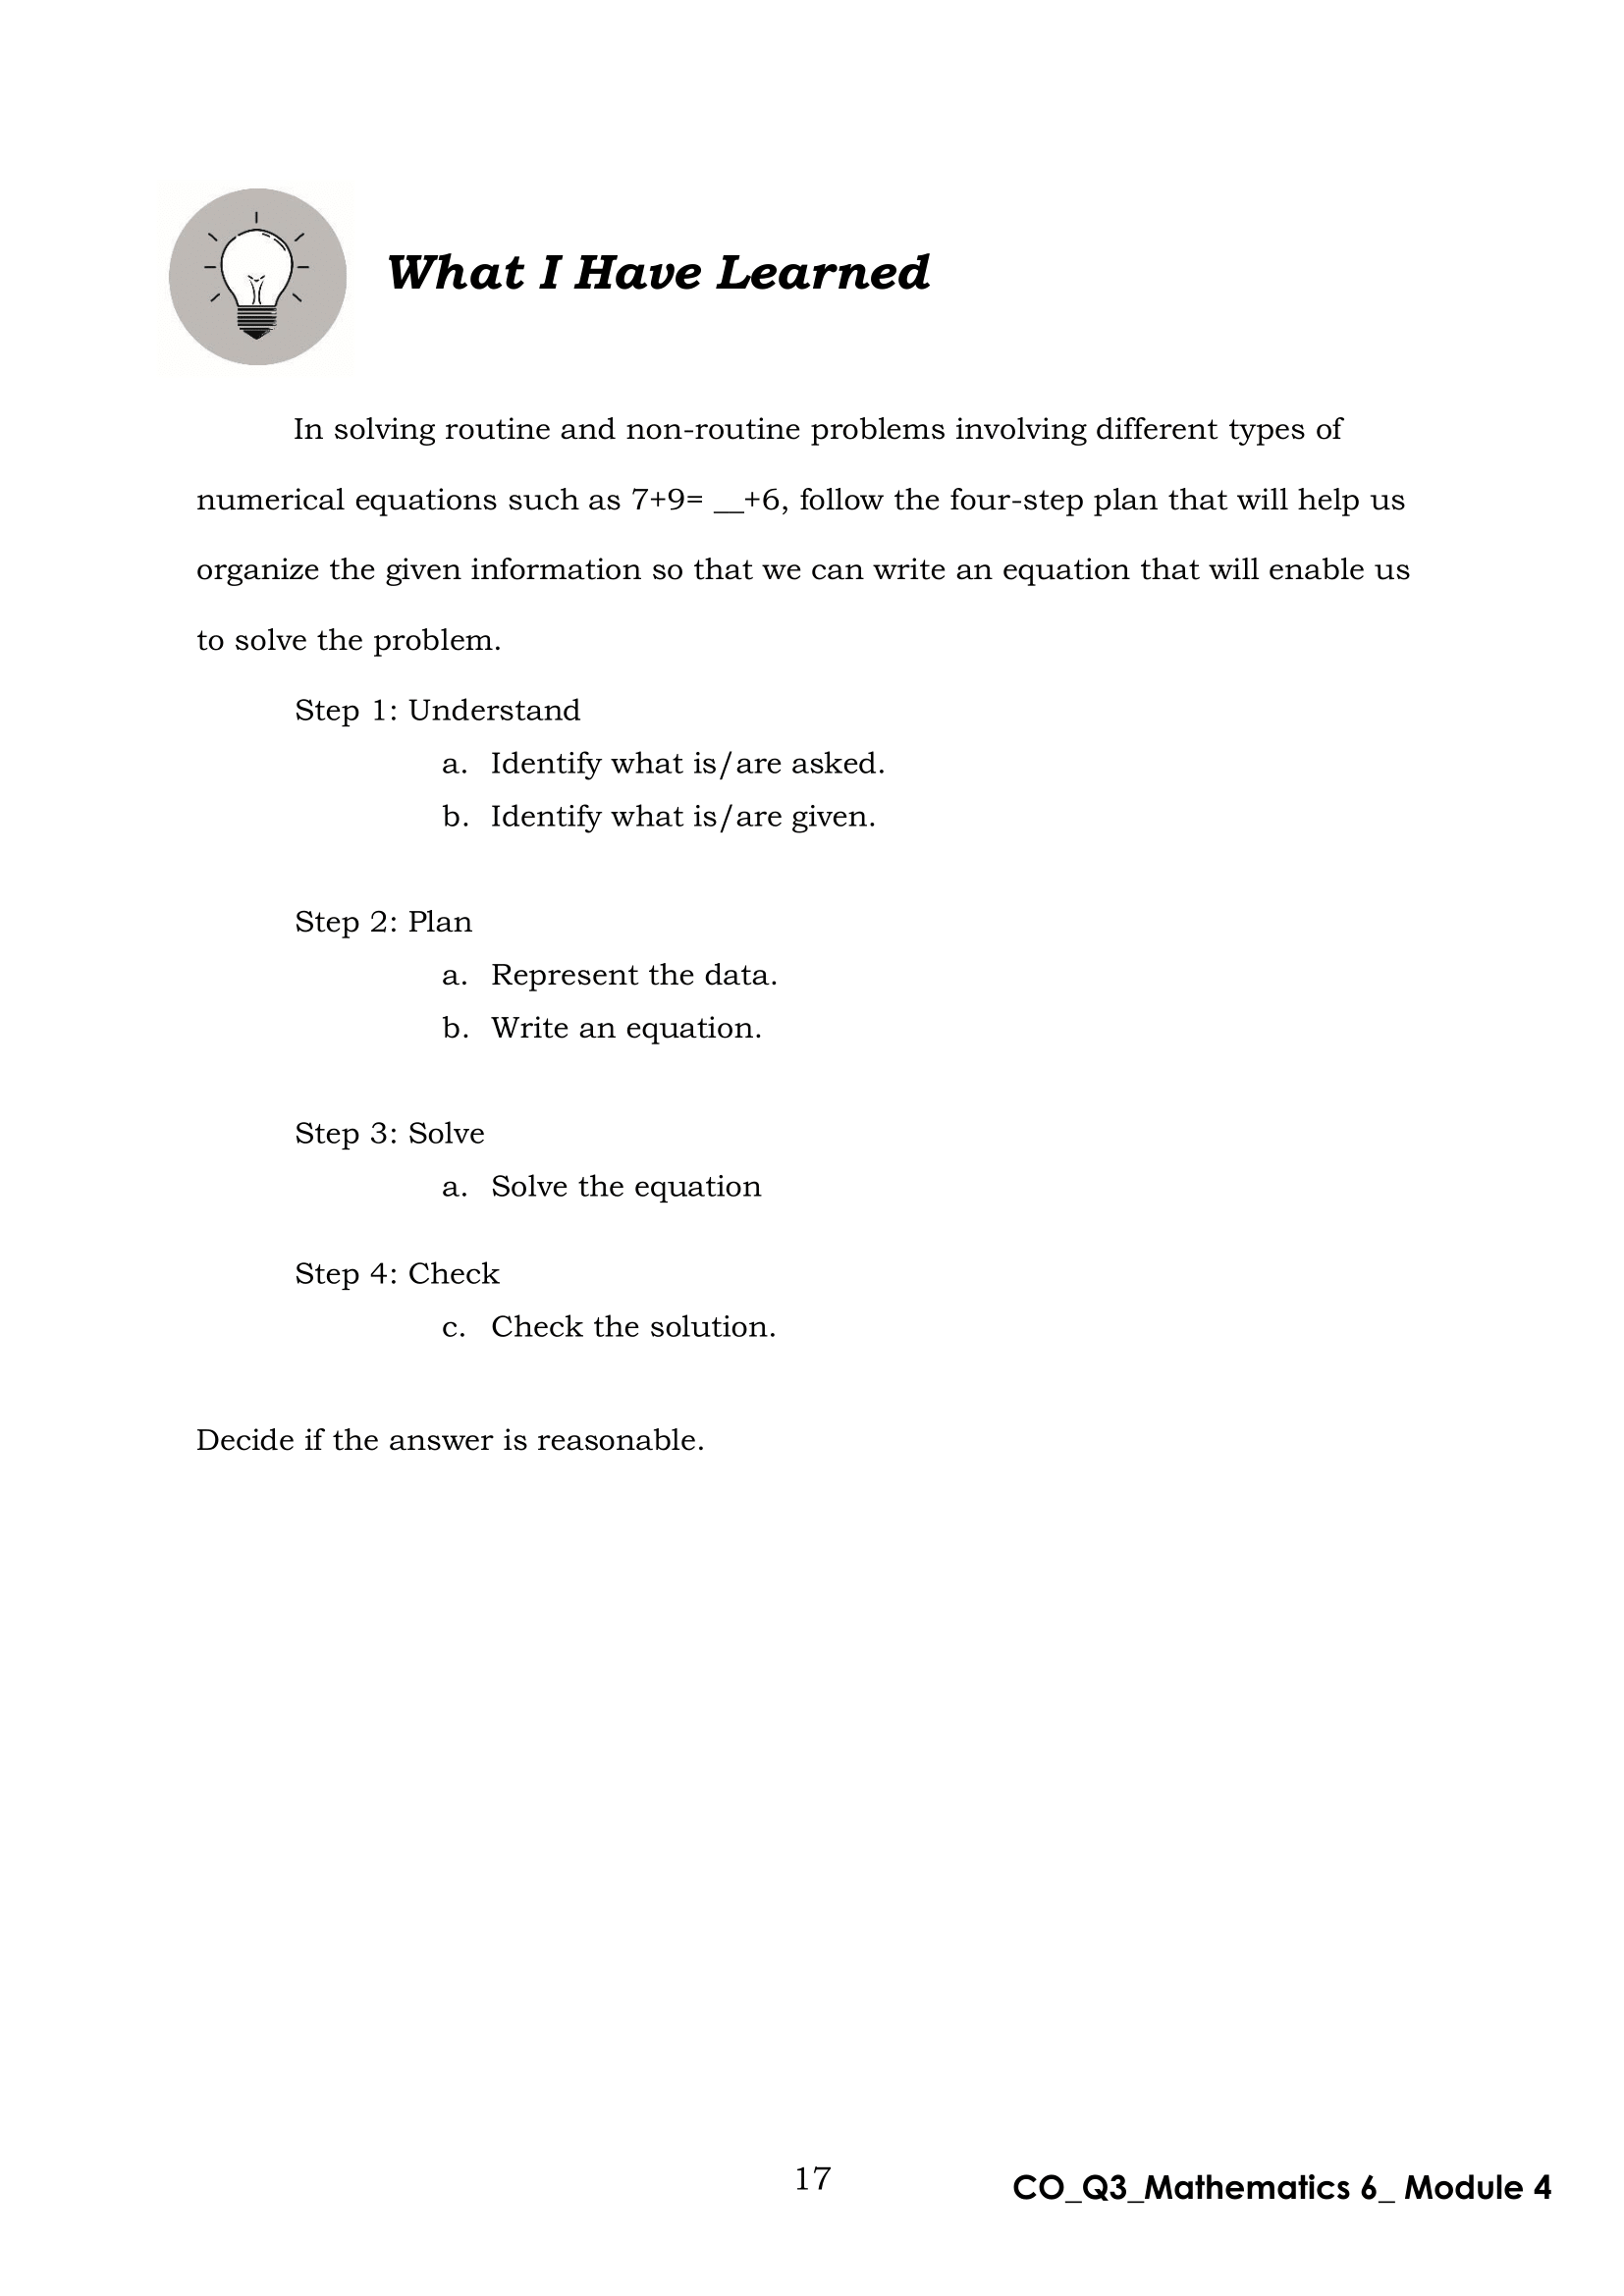 What I Have Learned
In solving routine and non-routine problems involving different types of
numerical equations such as 7+9= __+6, follow the four-step plan that will help us
organize the given information so that we can write an equation that will enable us
to solve the problem.
Step 1: Understand
a. Identify what is/are asked.
b. Identify what is/are given.
Step 2: Plan
a. Represent the data.
b. Write an equation.
Step 3: Solve
a. Solve the equation
Step 4: Check
c. Check the solution.
Decide if the answer is reasonable.
17
CO_Q3_Mathematics 6_ Module 4